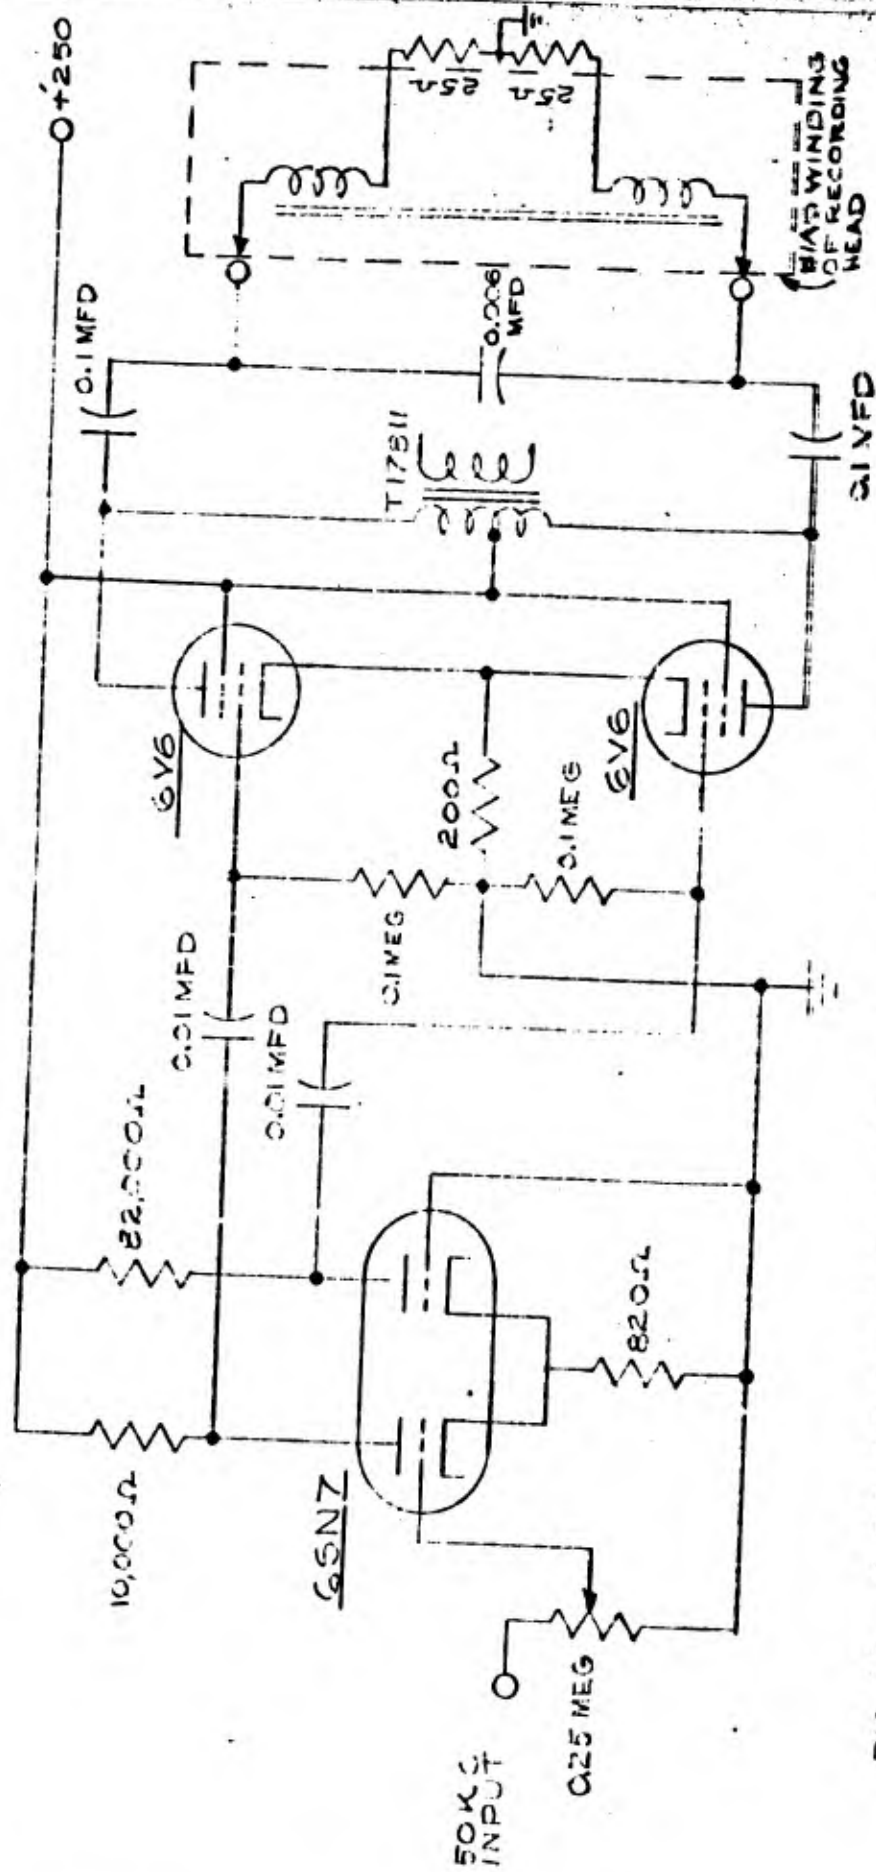 50 KC
INPUT
0.25 MEG
10,000Ω
6SN7
82,000Ω
820Ω
0.01 MFD
0.01 MFD
0.1 MEG
200Ω
0.1 MEG
6V6
6V6
T17811
0.1 MFD
0.1 MFD
0.006
MFD
25Ω
25Ω
+250
BIAS WINDING
OF RECORDING
HEAD